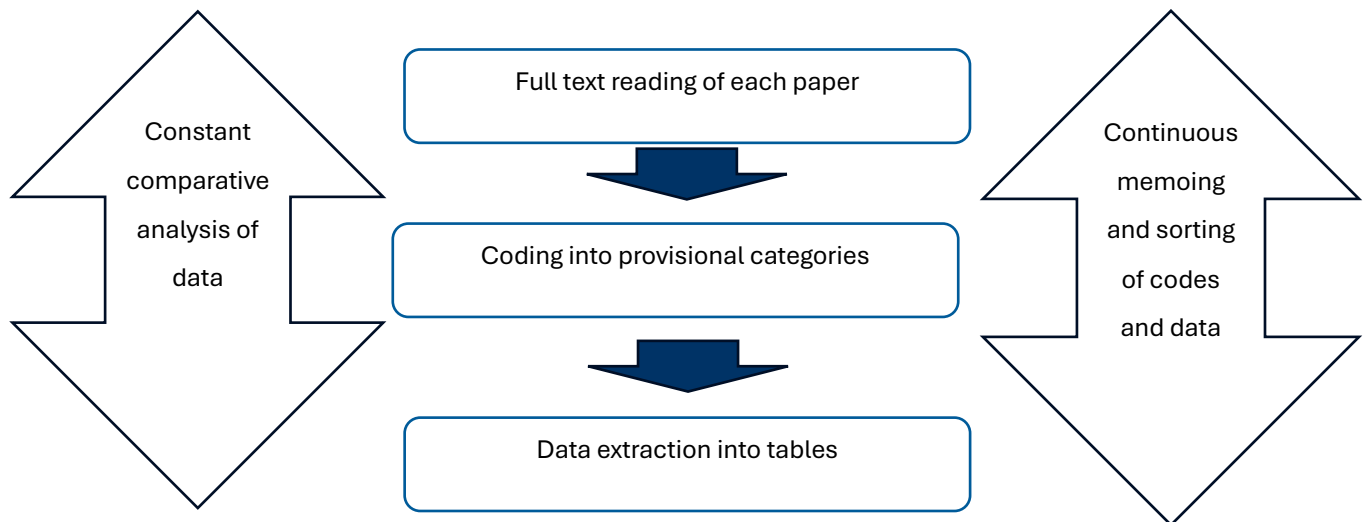 Constant
comparative
analysis of
data
Full text reading of each paper
Coding into provisional categories
Data extraction into tables
Continuous
memoing
and sorting
of codes
and data